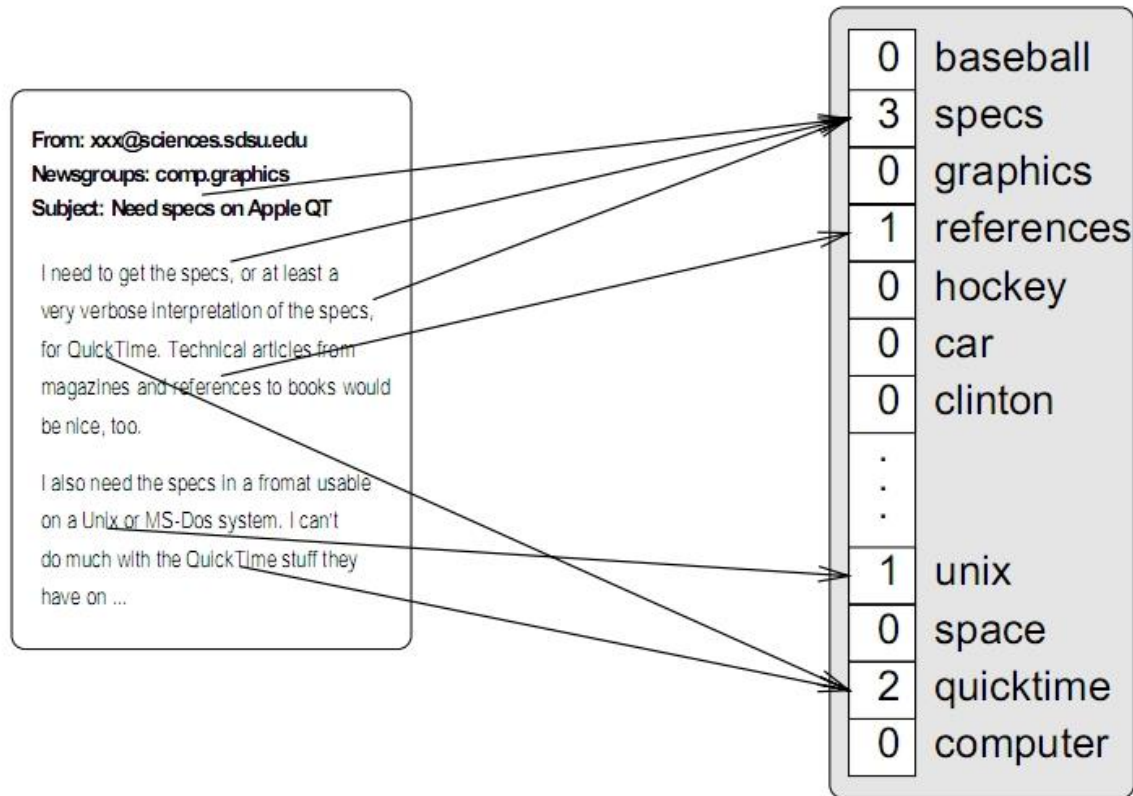 From: xxx@sciences.sdsu.edu
Newsgroups: comp.graphics
Subject: Need specs on Apple QT
I need to get the specs, or at least a
very verbose interpretation of the specs,
for QuickTime. Technical articles from
magazines and references to books would
be nice, too.
I also need the specs in a fromat usable
on a Unix or MS-Dos system. I can't
do much with the QuickTime stuff they
have on ...
0 baseball
3 specs
0 graphics
1 references
0 hockey
0 car
0 clinton
.
.
.
1 unix
0 space
2 quicktime
0 computer